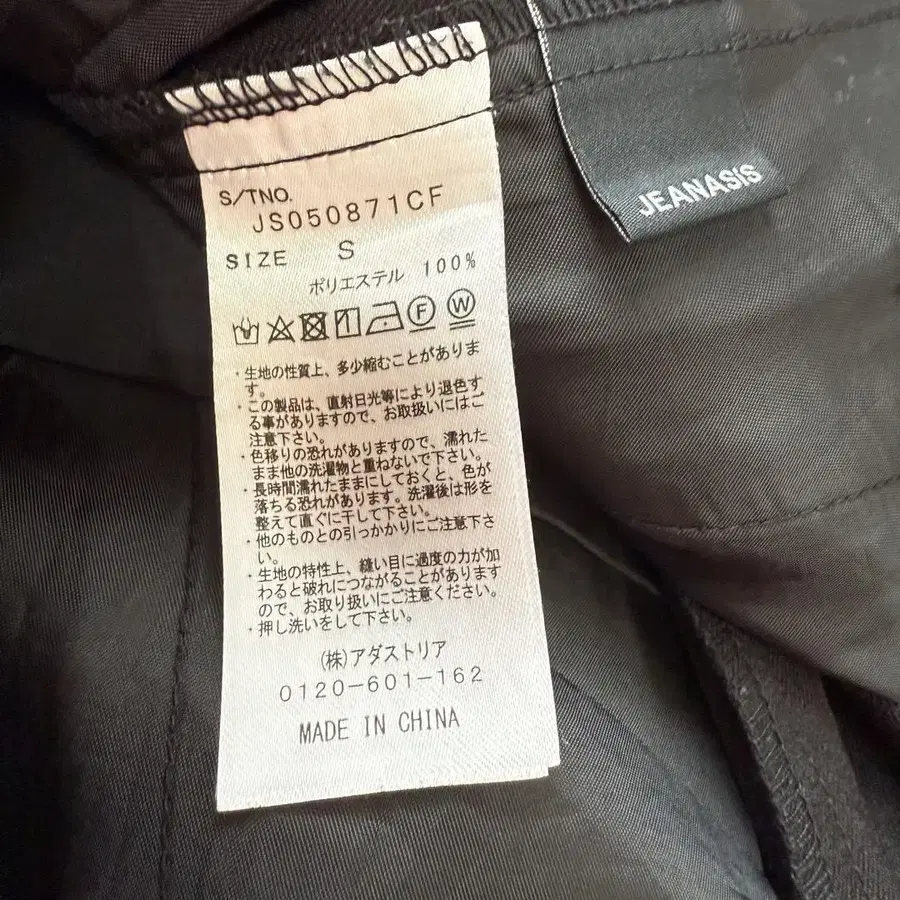 S/TNO.
JS050871CF
SIZE S
ポリエステル 100%
F W
・生地の性質上、多少縮むことがありま
す。
・この製品は、直射日光等により退色す
る事がありますので、お取扱いにはご
注意下さい。
・色移りの恐れがありますので、濡れた
まま他の洗濯物と重ねないで下さい。
・長時間濡れたままにしておくと、色が
落ちる恐れがあります。洗濯後は形を
整えて直ぐに干して下さい。
・他のものとの引っかかりにご注意下さ
い。
・生地の特性上、縫い目に過度の力が加
わると破れにつながることがあります
ので、お取り扱いにご注意ください。
・押し洗いをして下さい。
(株)アダストリア
0120-601-162
MADE IN CHINA
JEANASIS